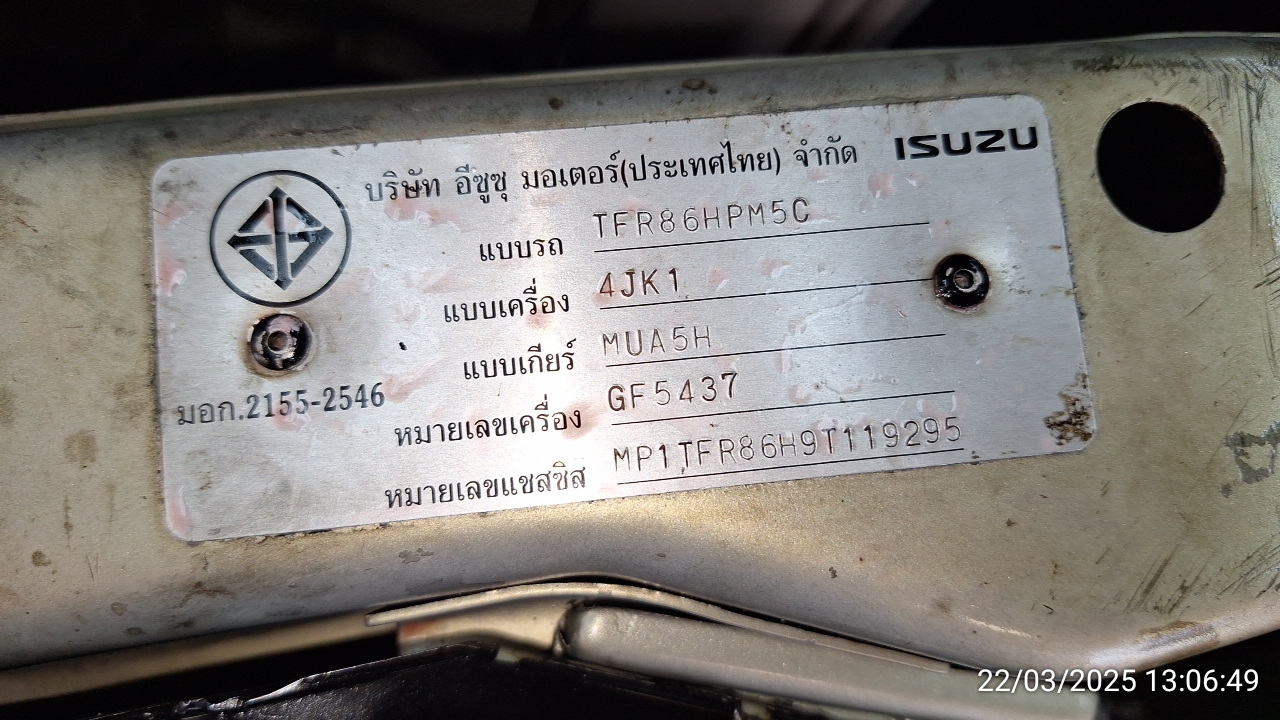 บริษัท อีซูซุ มอเตอร์(ประเทศไทย) จำกัด ISUZU
แบบรถ TFR86HPM5C
แบบเครื่อง 4JK1
แบบเกียร์ MUA5H
มอก.2155-2546
หมายเลขเครื่อง GF5437
หมายเลขแชสซิส MP1TFR86H9T119295
22/03/2025 13:06:49